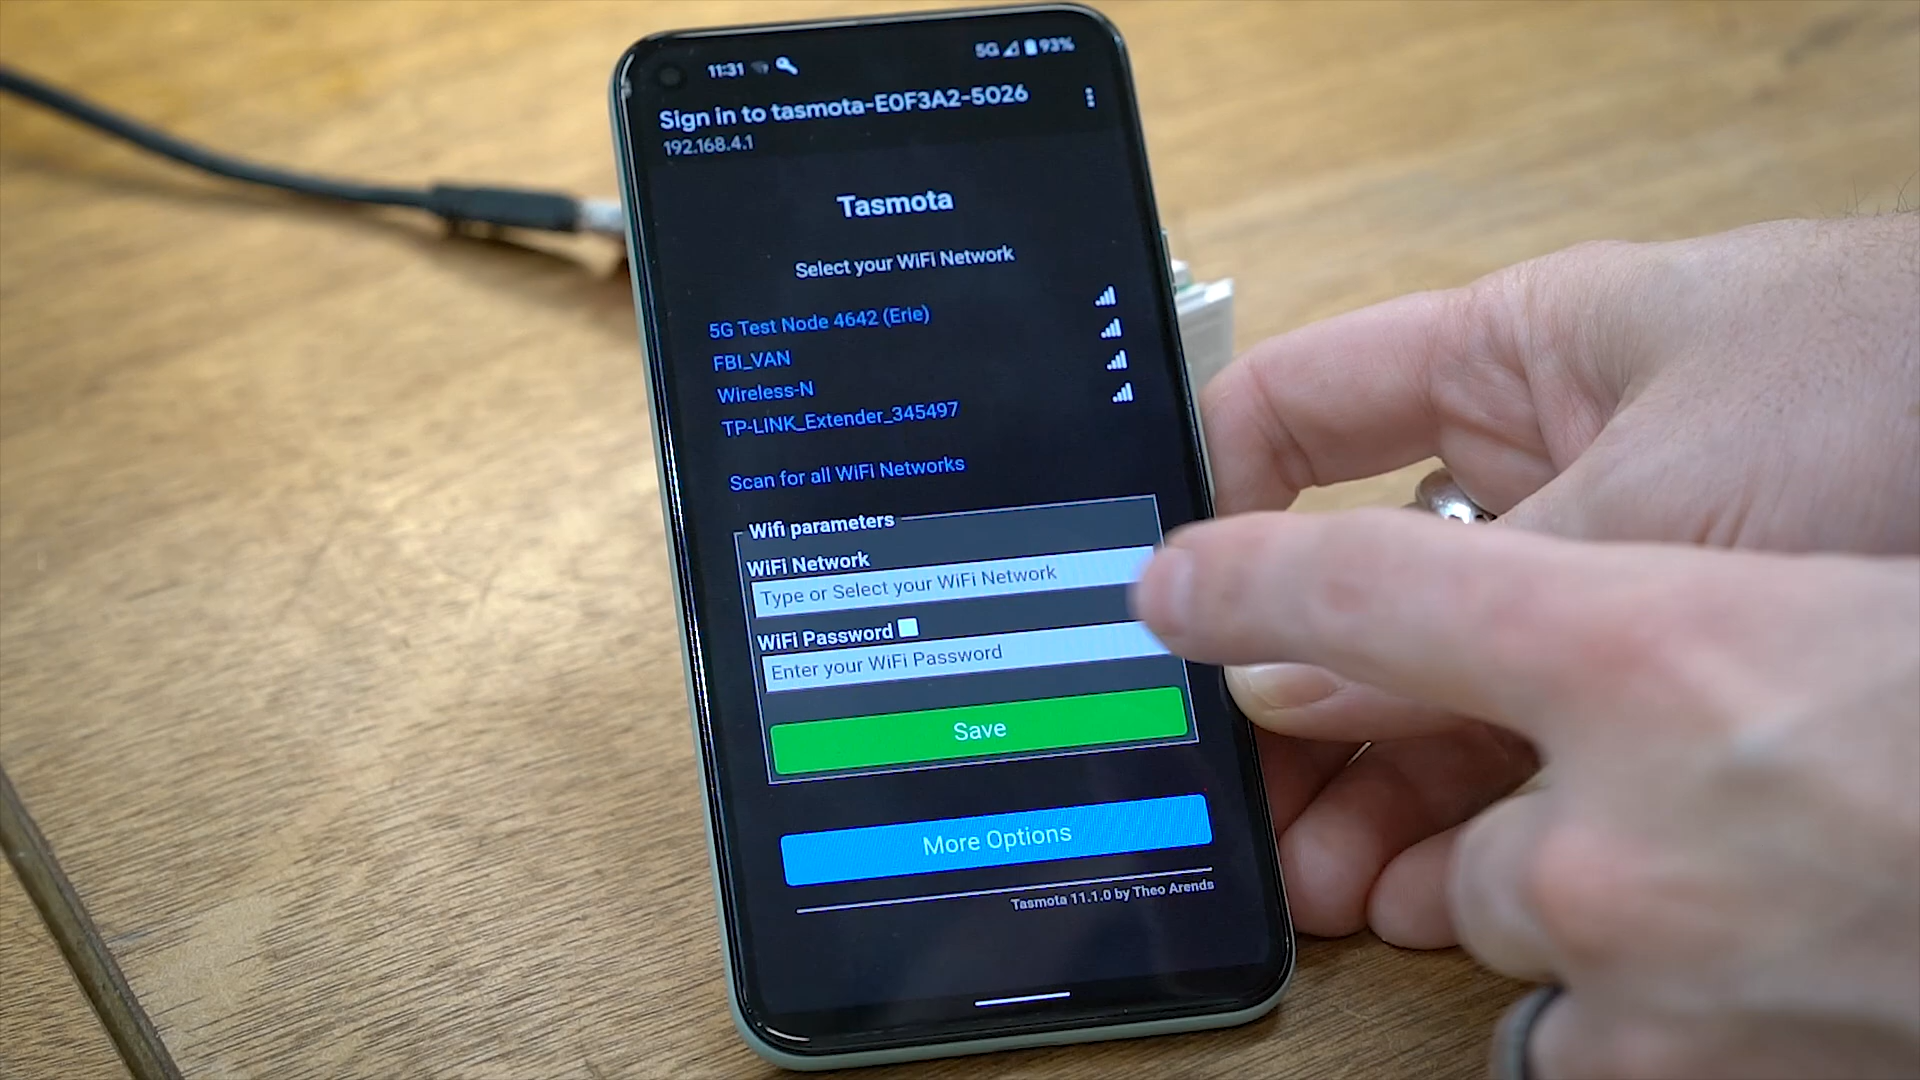 11:31
5G 93%
Sign in to tasmota-E0F3A2-5026
192.168.4.1
Tasmota
Select your WiFi Network
5G Test Node 4642 (Erie)
FBI_VAN
Wireless-N
TP-LINK_Extender_345497
Scan for all WiFi Networks
Wifi parameters
WiFi Network
Type or Select your WiFi Network
WiFi Password
Enter your WiFi Password
Save
More Options
Tasmota 11.1.0 by Theo Arends